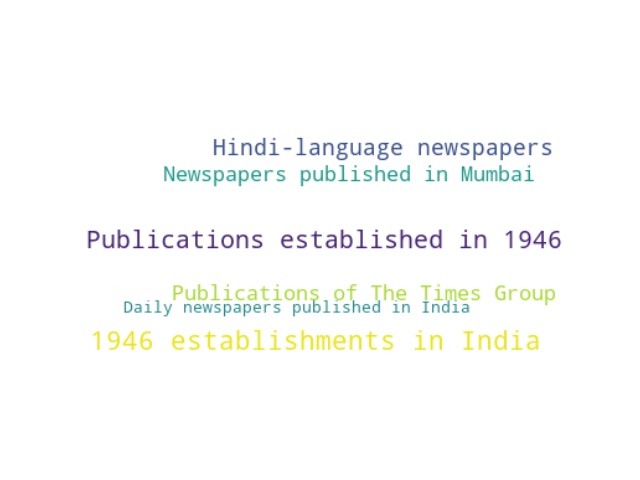 Hindi-language newspapers
Newspapers published in Mumbai
Publications established in 1946
Publications of The Times Group
Daily newspapers published in India
1946 establishments in India